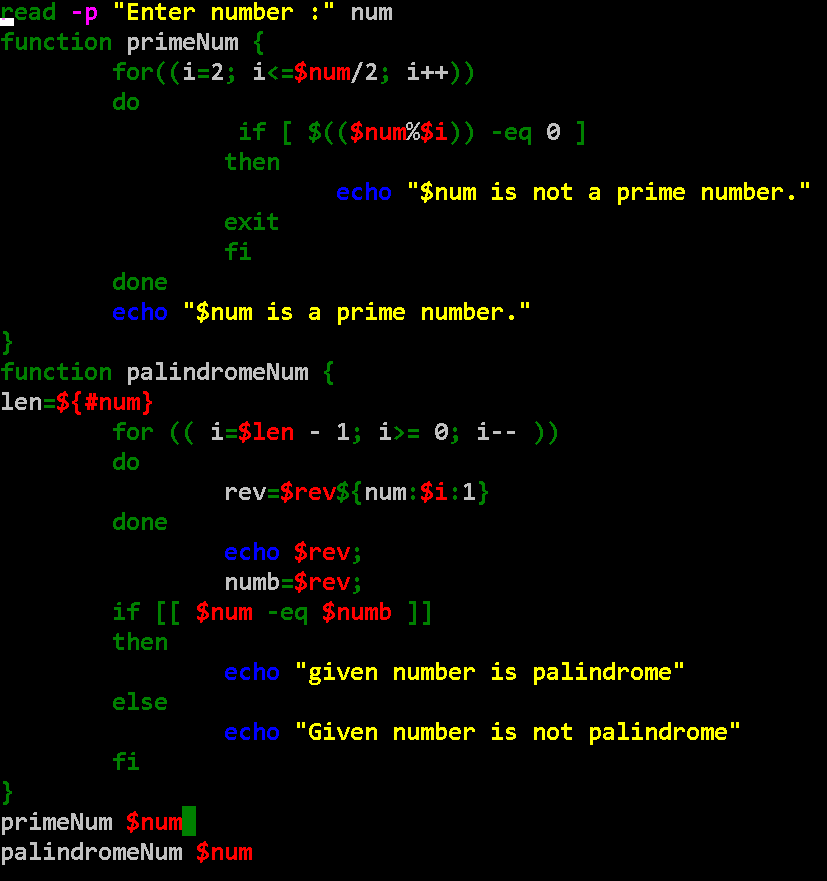 read -p "Enter number :" num
function primeNum {
        for((i=2; i<=$num/2; i++))
        do
                 if [ $(($num%$i)) -eq 0 ]
                then
                        echo "$num is not a prime number."
                exit
                fi
        done
        echo "$num is a prime number."
}
function palindromeNum {
len=${#num}
        for (( i=$len - 1; i>= 0; i-- ))
        do
                rev=$rev${num:$i:1}
        done
                echo $rev;
                numb=$rev;
        if [[ $num -eq $numb ]]
        then
                echo "given number is palindrome"
        else
                echo "Given number is not palindrome"
        fi
}
primeNum $num
palindromeNum $num